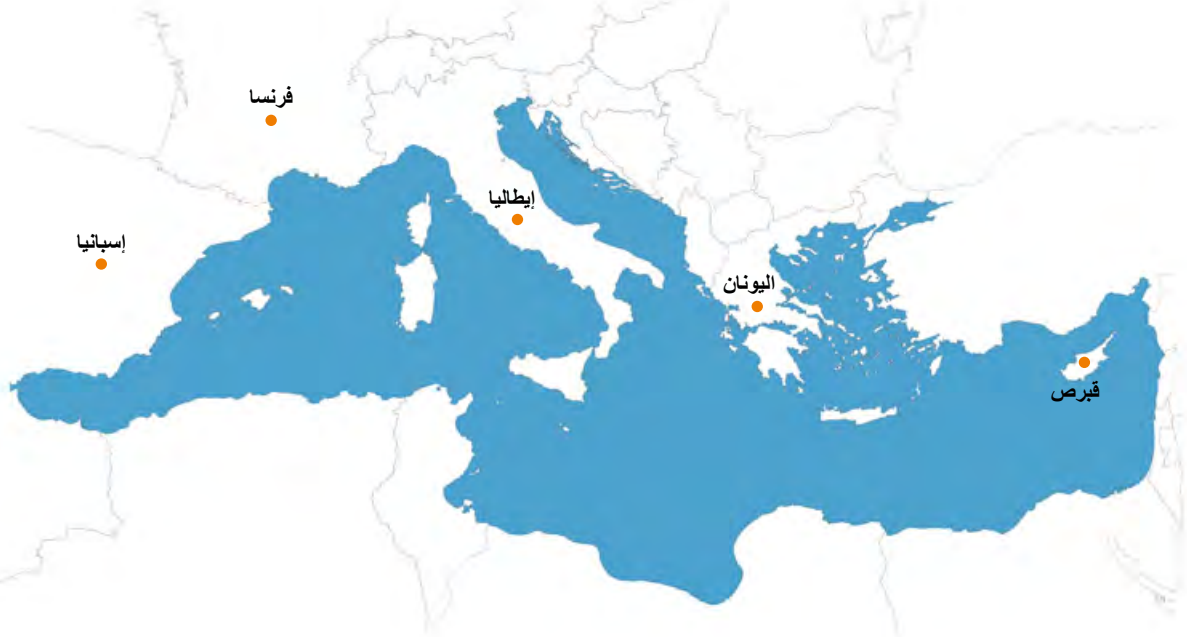 فرنسا
إيطاليا
إسبانيا
اليونان
قبرص